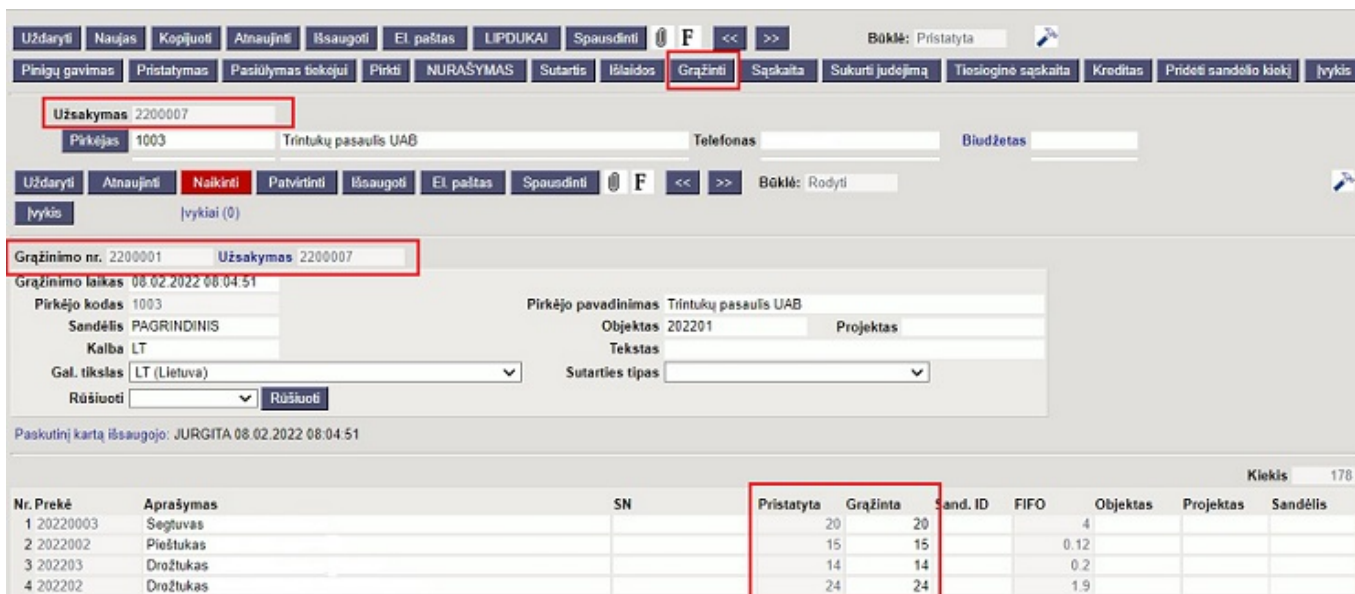 Uždaryti Naujas Kopijuoti Atnaujinti Išsaugoti El. paštas LIPDUKAI Spausdinti F << >> Būklė: Pristatyta
Pinigų gavimas Pristatymas Pasiūlymas tiekėjui Pirkti NURAŠYMAS Sutartis Išlaidos Grąžinti Sąskaita Sukurti judėjimą Tiesioginė sąskaita Kreditas Pridėti sandėlio kiekį Įvykis
Užsakymas 2200007
Pirkėjas 1003 Trintukų pasaulis UAB Telefonas Biudžetas
Uždaryti Atnaujinti Naikinti Patvirtinti Išsaugoti El. paštas Spausdinti F << >> Būklė: Rodyti
Įvykis Įvykiai (0)
Grąžinimo nr. 2200001 Užsakymas 2200007
Grąžinimo laikas 08.02.2022 08:04:51
Pirkėjo kodas 1003 Pirkėjo pavadinimas Trintukų pasaulis UAB
Sandėlis PAGRINDINIS Objektas 202201 Projektas
Kalba LT Tekstas
Gal. tikslas LT (Lietuva) Sutarties tipas
Rūšiuoti Rūšiuoti
Paskutinį kartą išsaugojo: JURGITA 08.02.2022 08:04:51
Kiekis 178
Nr. Prekė Aprašymas SN Pristatyta Grąžinta Sand. ID FIFO Objektas Projektas Sandėlis
1 20220003 Segtuvas 20 20 4
2 2022002 Pieštukas 15 15 0.12
3 202203 Drožtukas 14 14 0.2
4 202202 Drožtukas 24 24 1.9